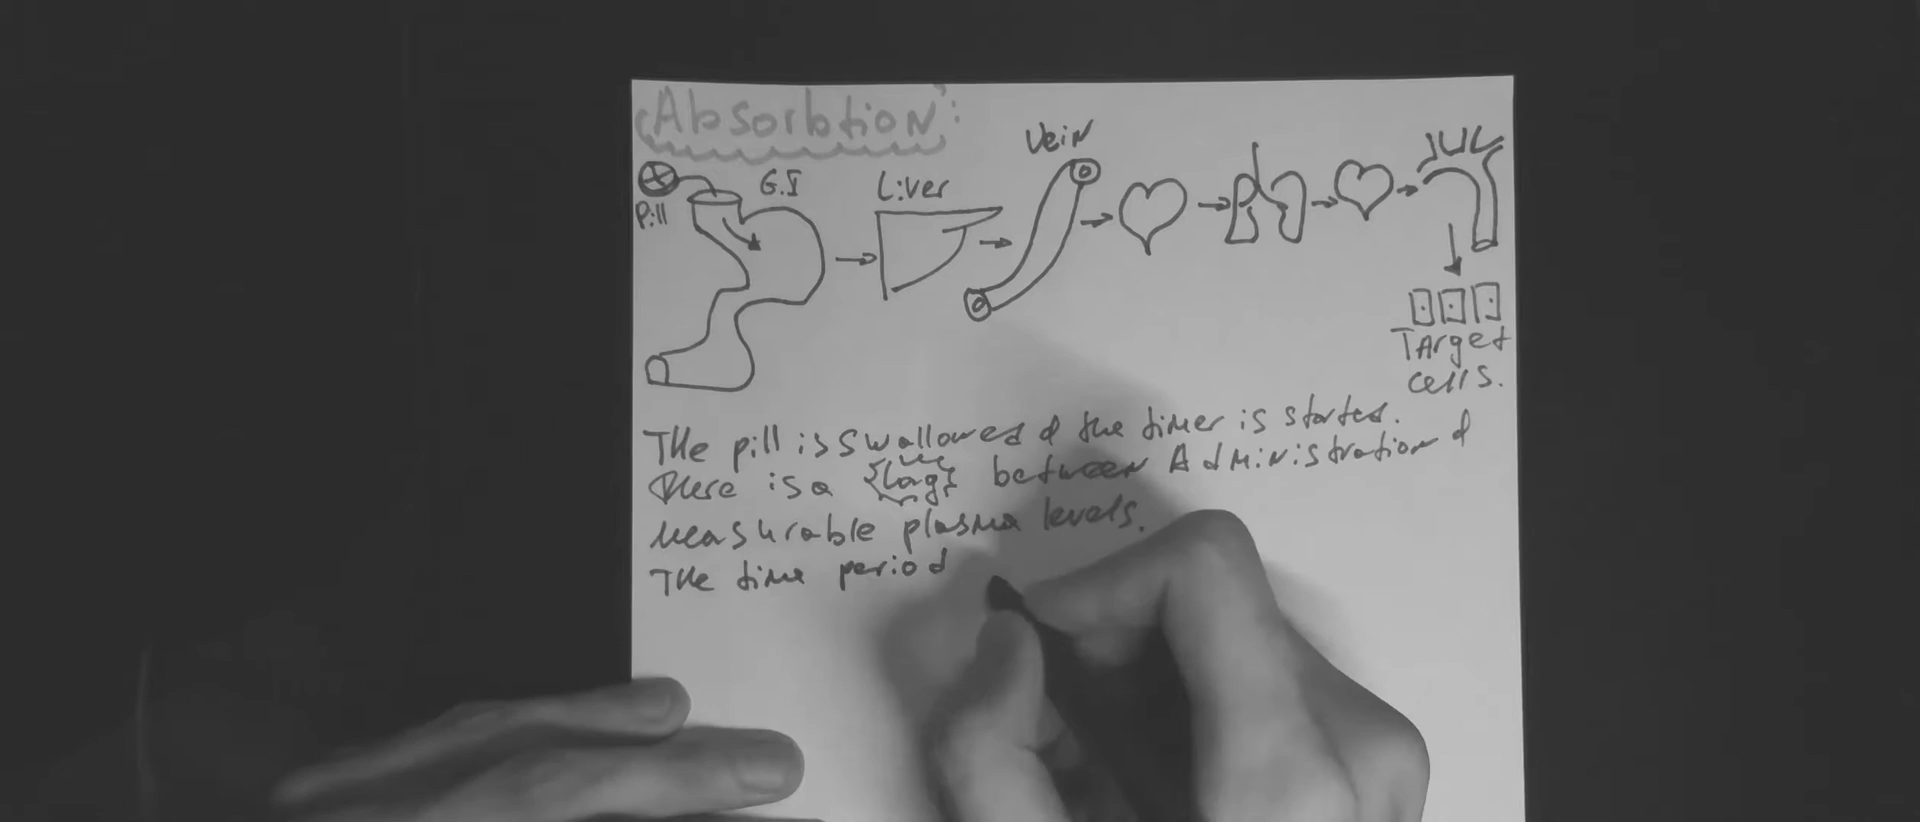 Absorbtion:
Pill
G.I
Liver
Vein
Target
cells.
The pill is swallowed & the timer is started.
There is a {lag} between Administration &
measurable plasma levels.
The time period